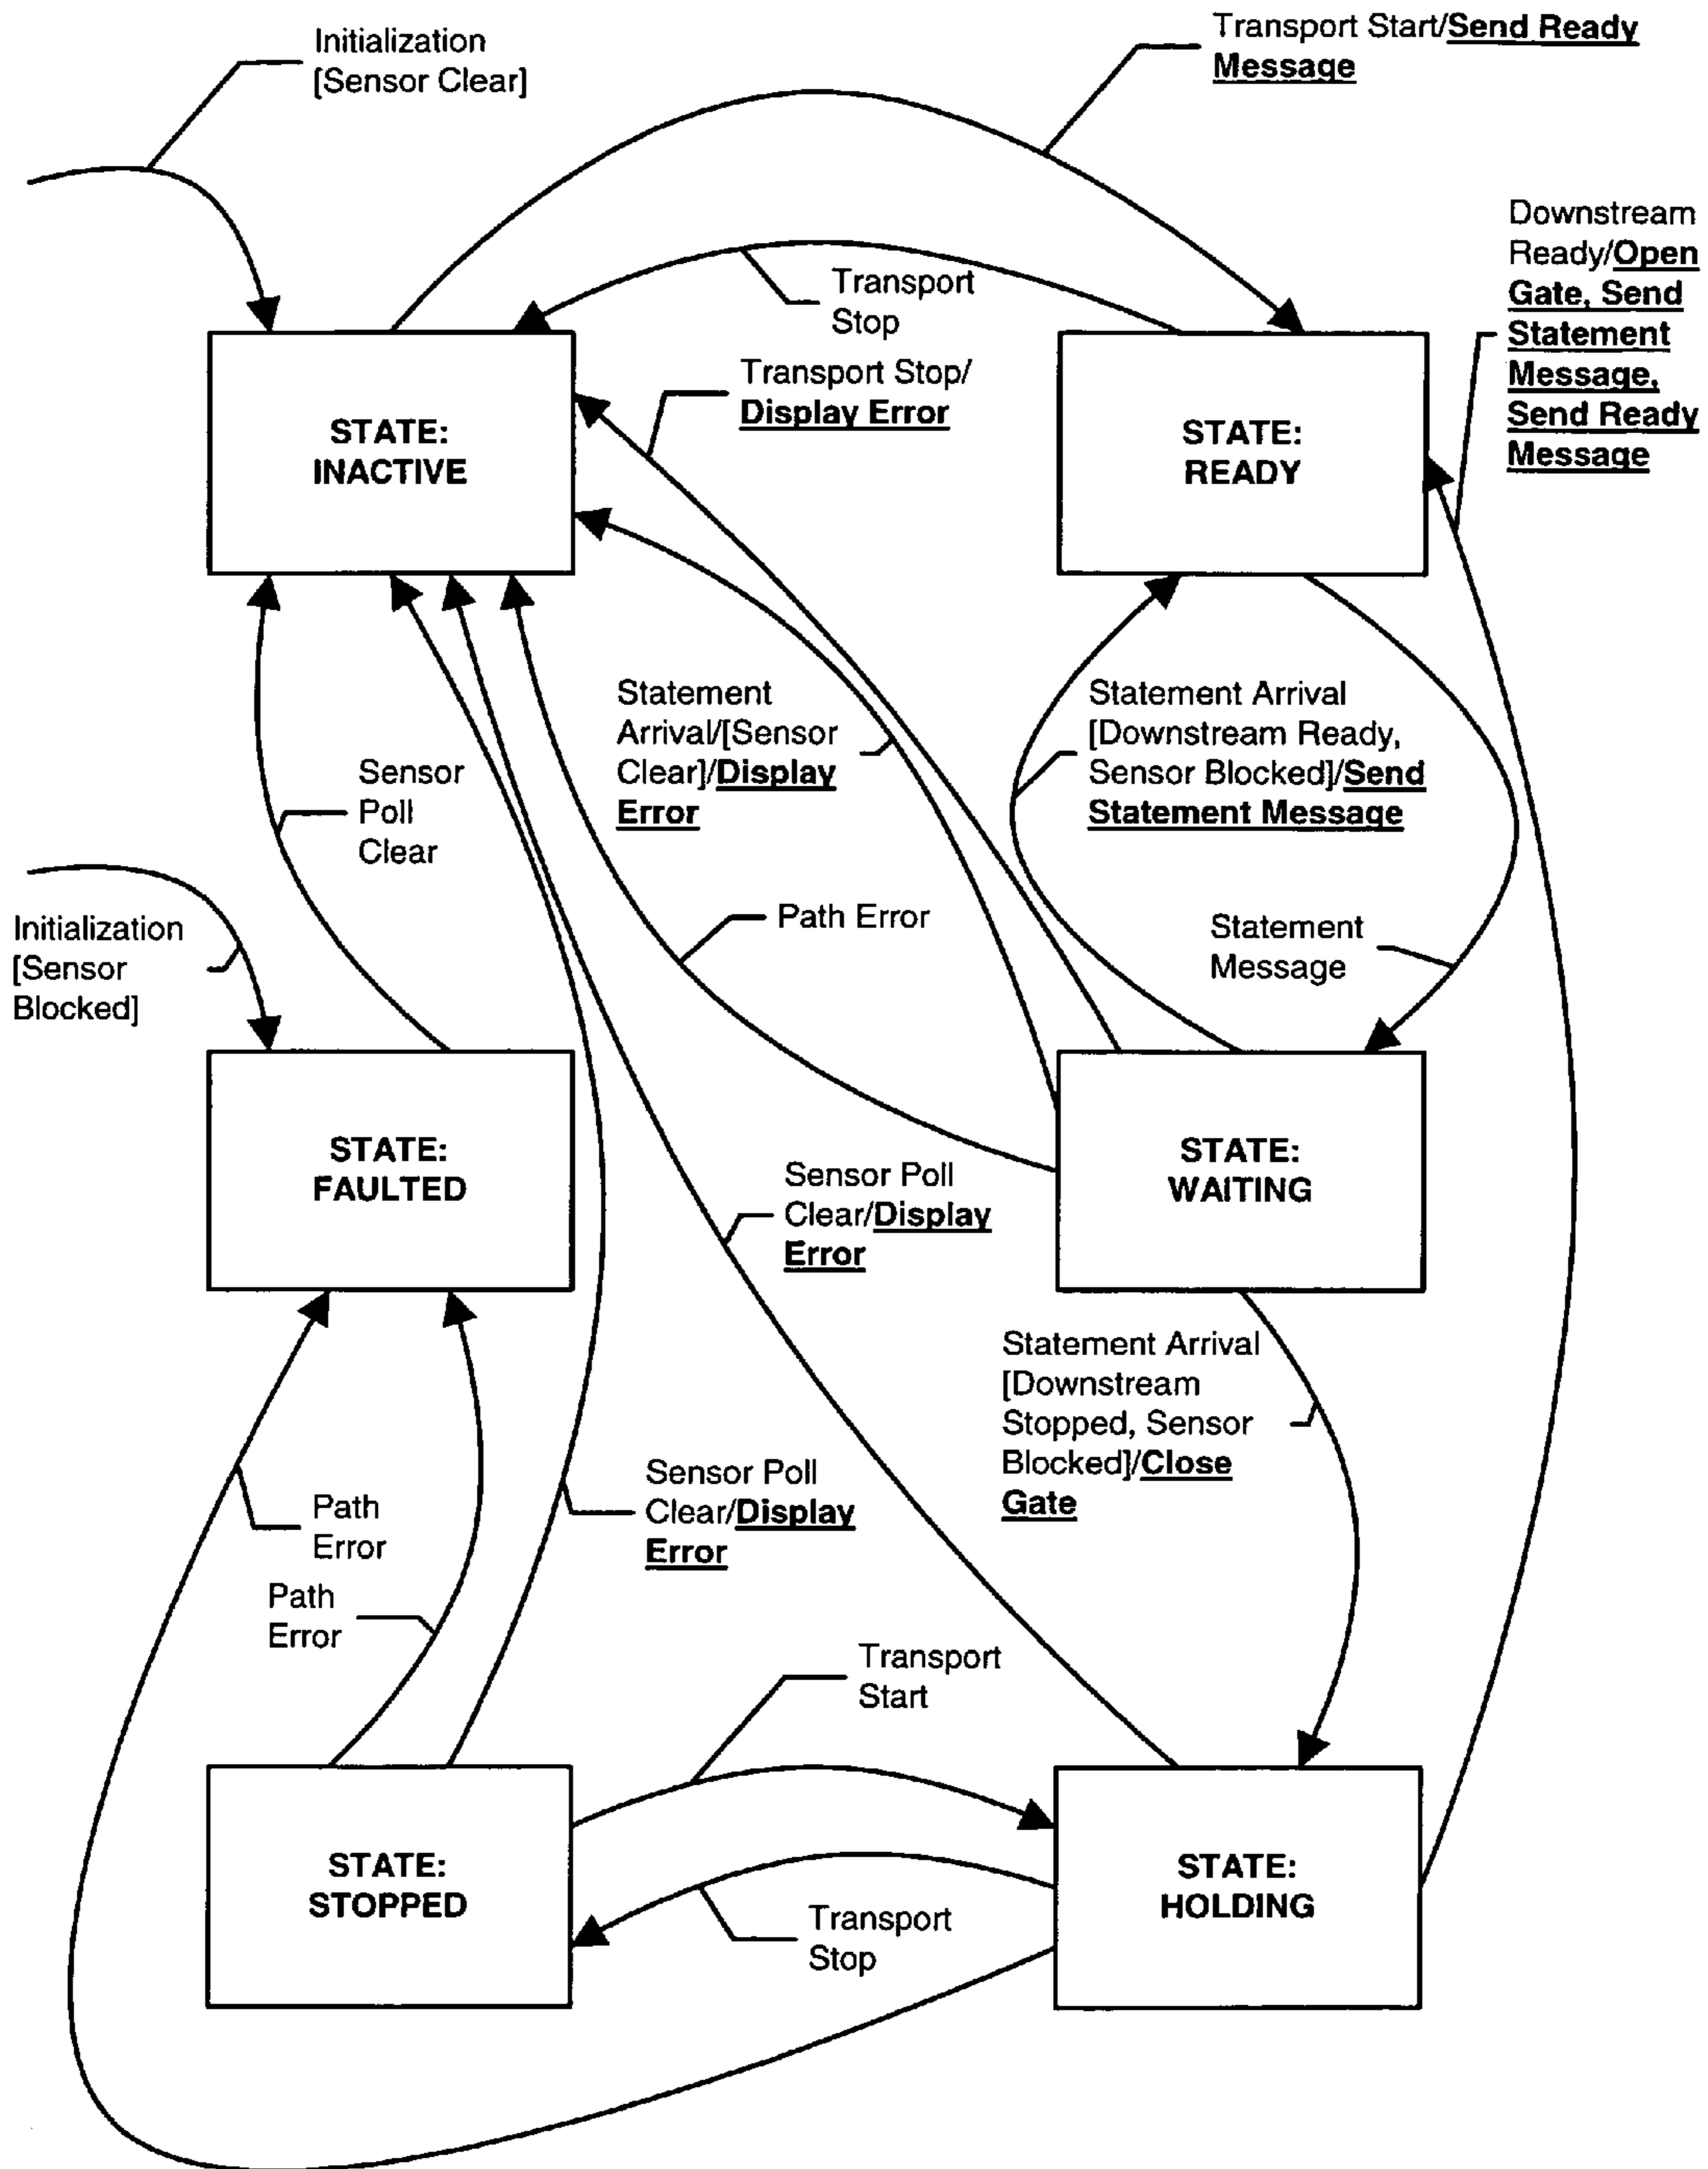 Initialization
[Sensor Clear]
Transport Start/Send Ready
Message
Downstream
Ready/Open
Gate, Send
Statement
Message,
Send Ready
Message
Transport
Stop
Transport Stop/
Display Error
STATE:
INACTIVE
STATE:
READY
Statement
Arrival/[Sensor
Clear]/Display
Error
Statement Arrival
[Downstream Ready,
Sensor Blocked]/Send
Statement Message
Sensor
Poll
Clear
Path Error
Statement
Message
Initialization
[Sensor
Blocked]
STATE:
FAULTED
STATE:
WAITING
Sensor Poll
Clear/Display
Error
Statement Arrival
[Downstream
Stopped, Sensor
Blocked]/Close
Gate
Sensor Poll
Clear/Display
Error
Path
Error
Path
Error
Transport
Start
STATE:
STOPPED
STATE:
HOLDING
Transport
Stop